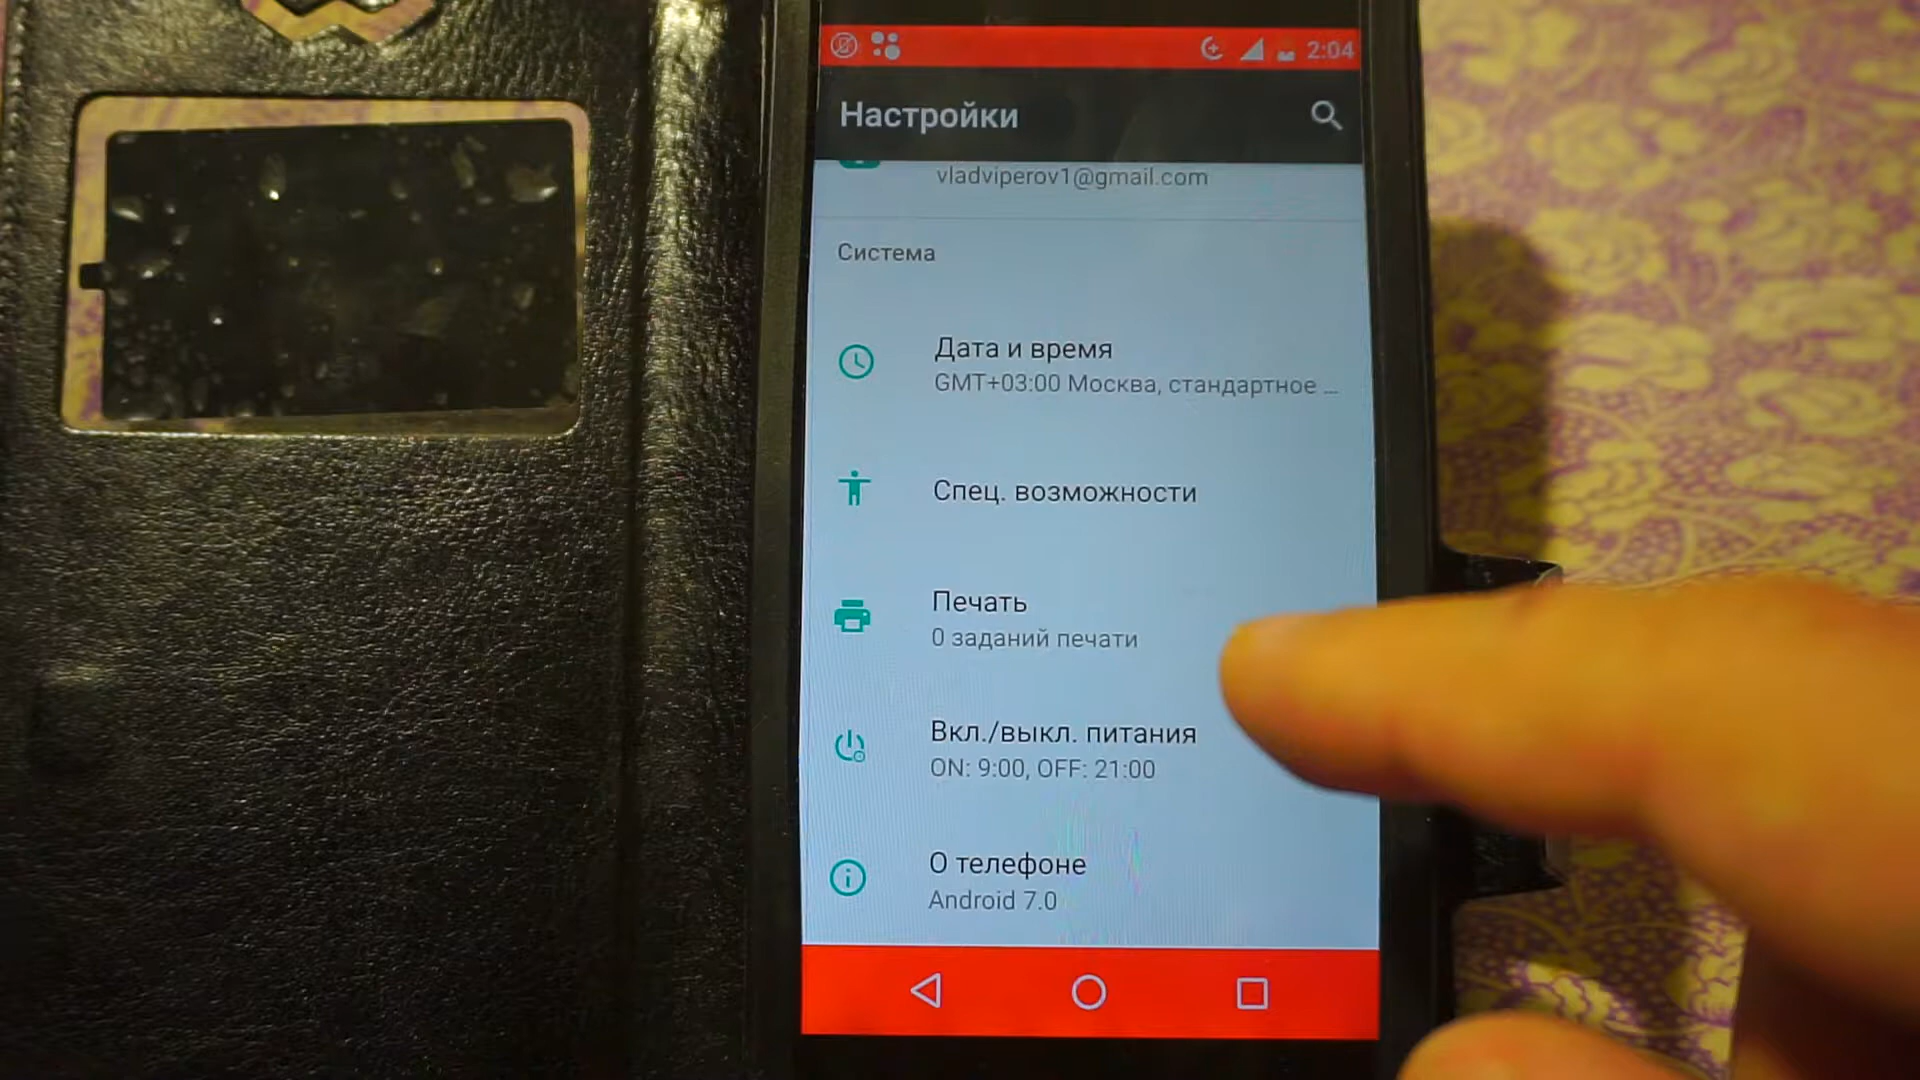 2:04
Настройки
vladviperov1@gmail.com
Система
Дата и время
GMT+03:00 Москва, стандартное ...
Спец. возможности
Печать
0 заданий печати
Вкл./выкл. питания
ON: 9:00, OFF: 21:00
О телефоне
Android 7.0